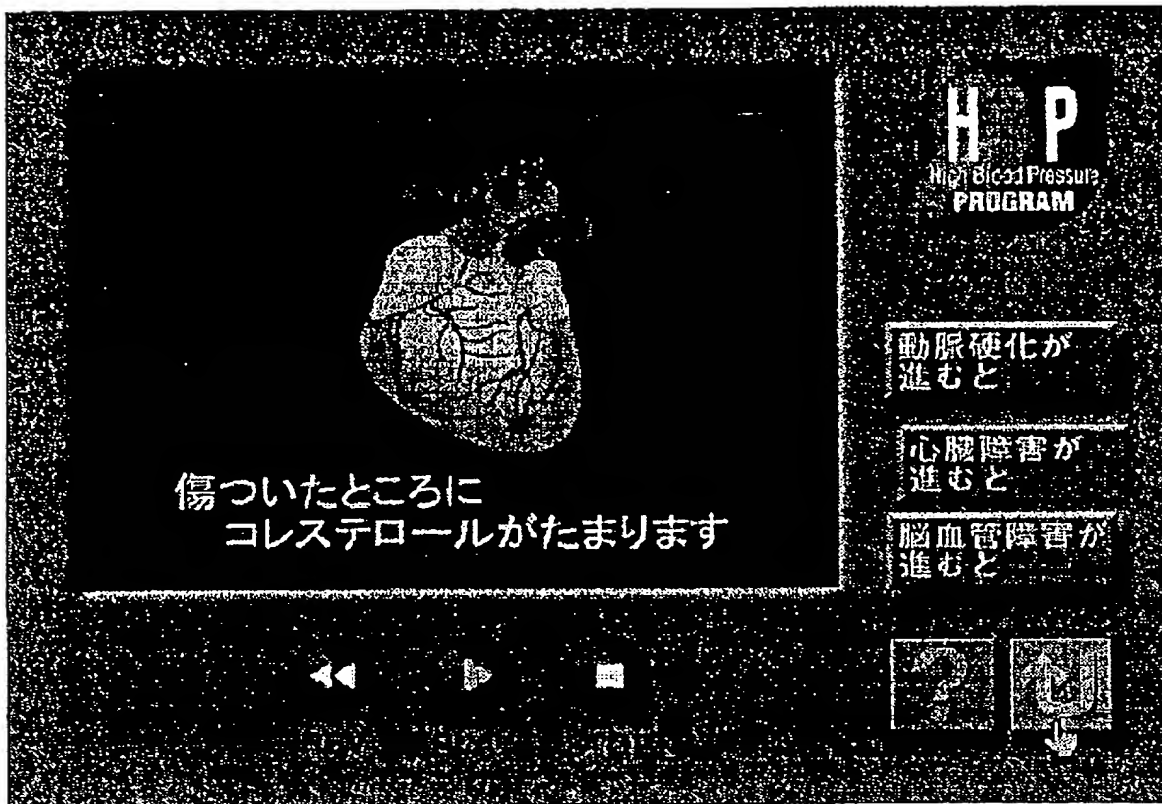 傷ついたところに
コレステロールがたまります
H P
High Blood Pressure
PROGRAM
動脈硬化が
進むと
心臓障害が
進むと
脳血管障害が
進むと
?